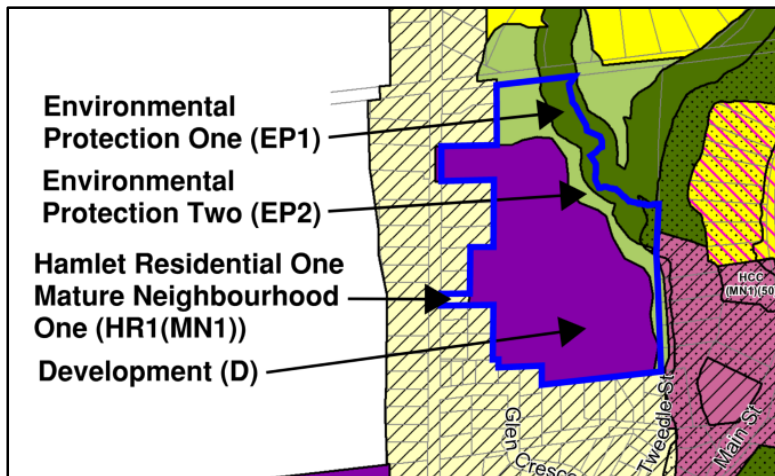 Environmental
Protection One (EP1)
Environmental
Protection Two (EP2)
Hamlet Residential One
Mature Neighbourhood
One (HR1(MN1))
Development (D)
HCC
(MN1)(50
Glen Cresce
Tweedle St
Main St